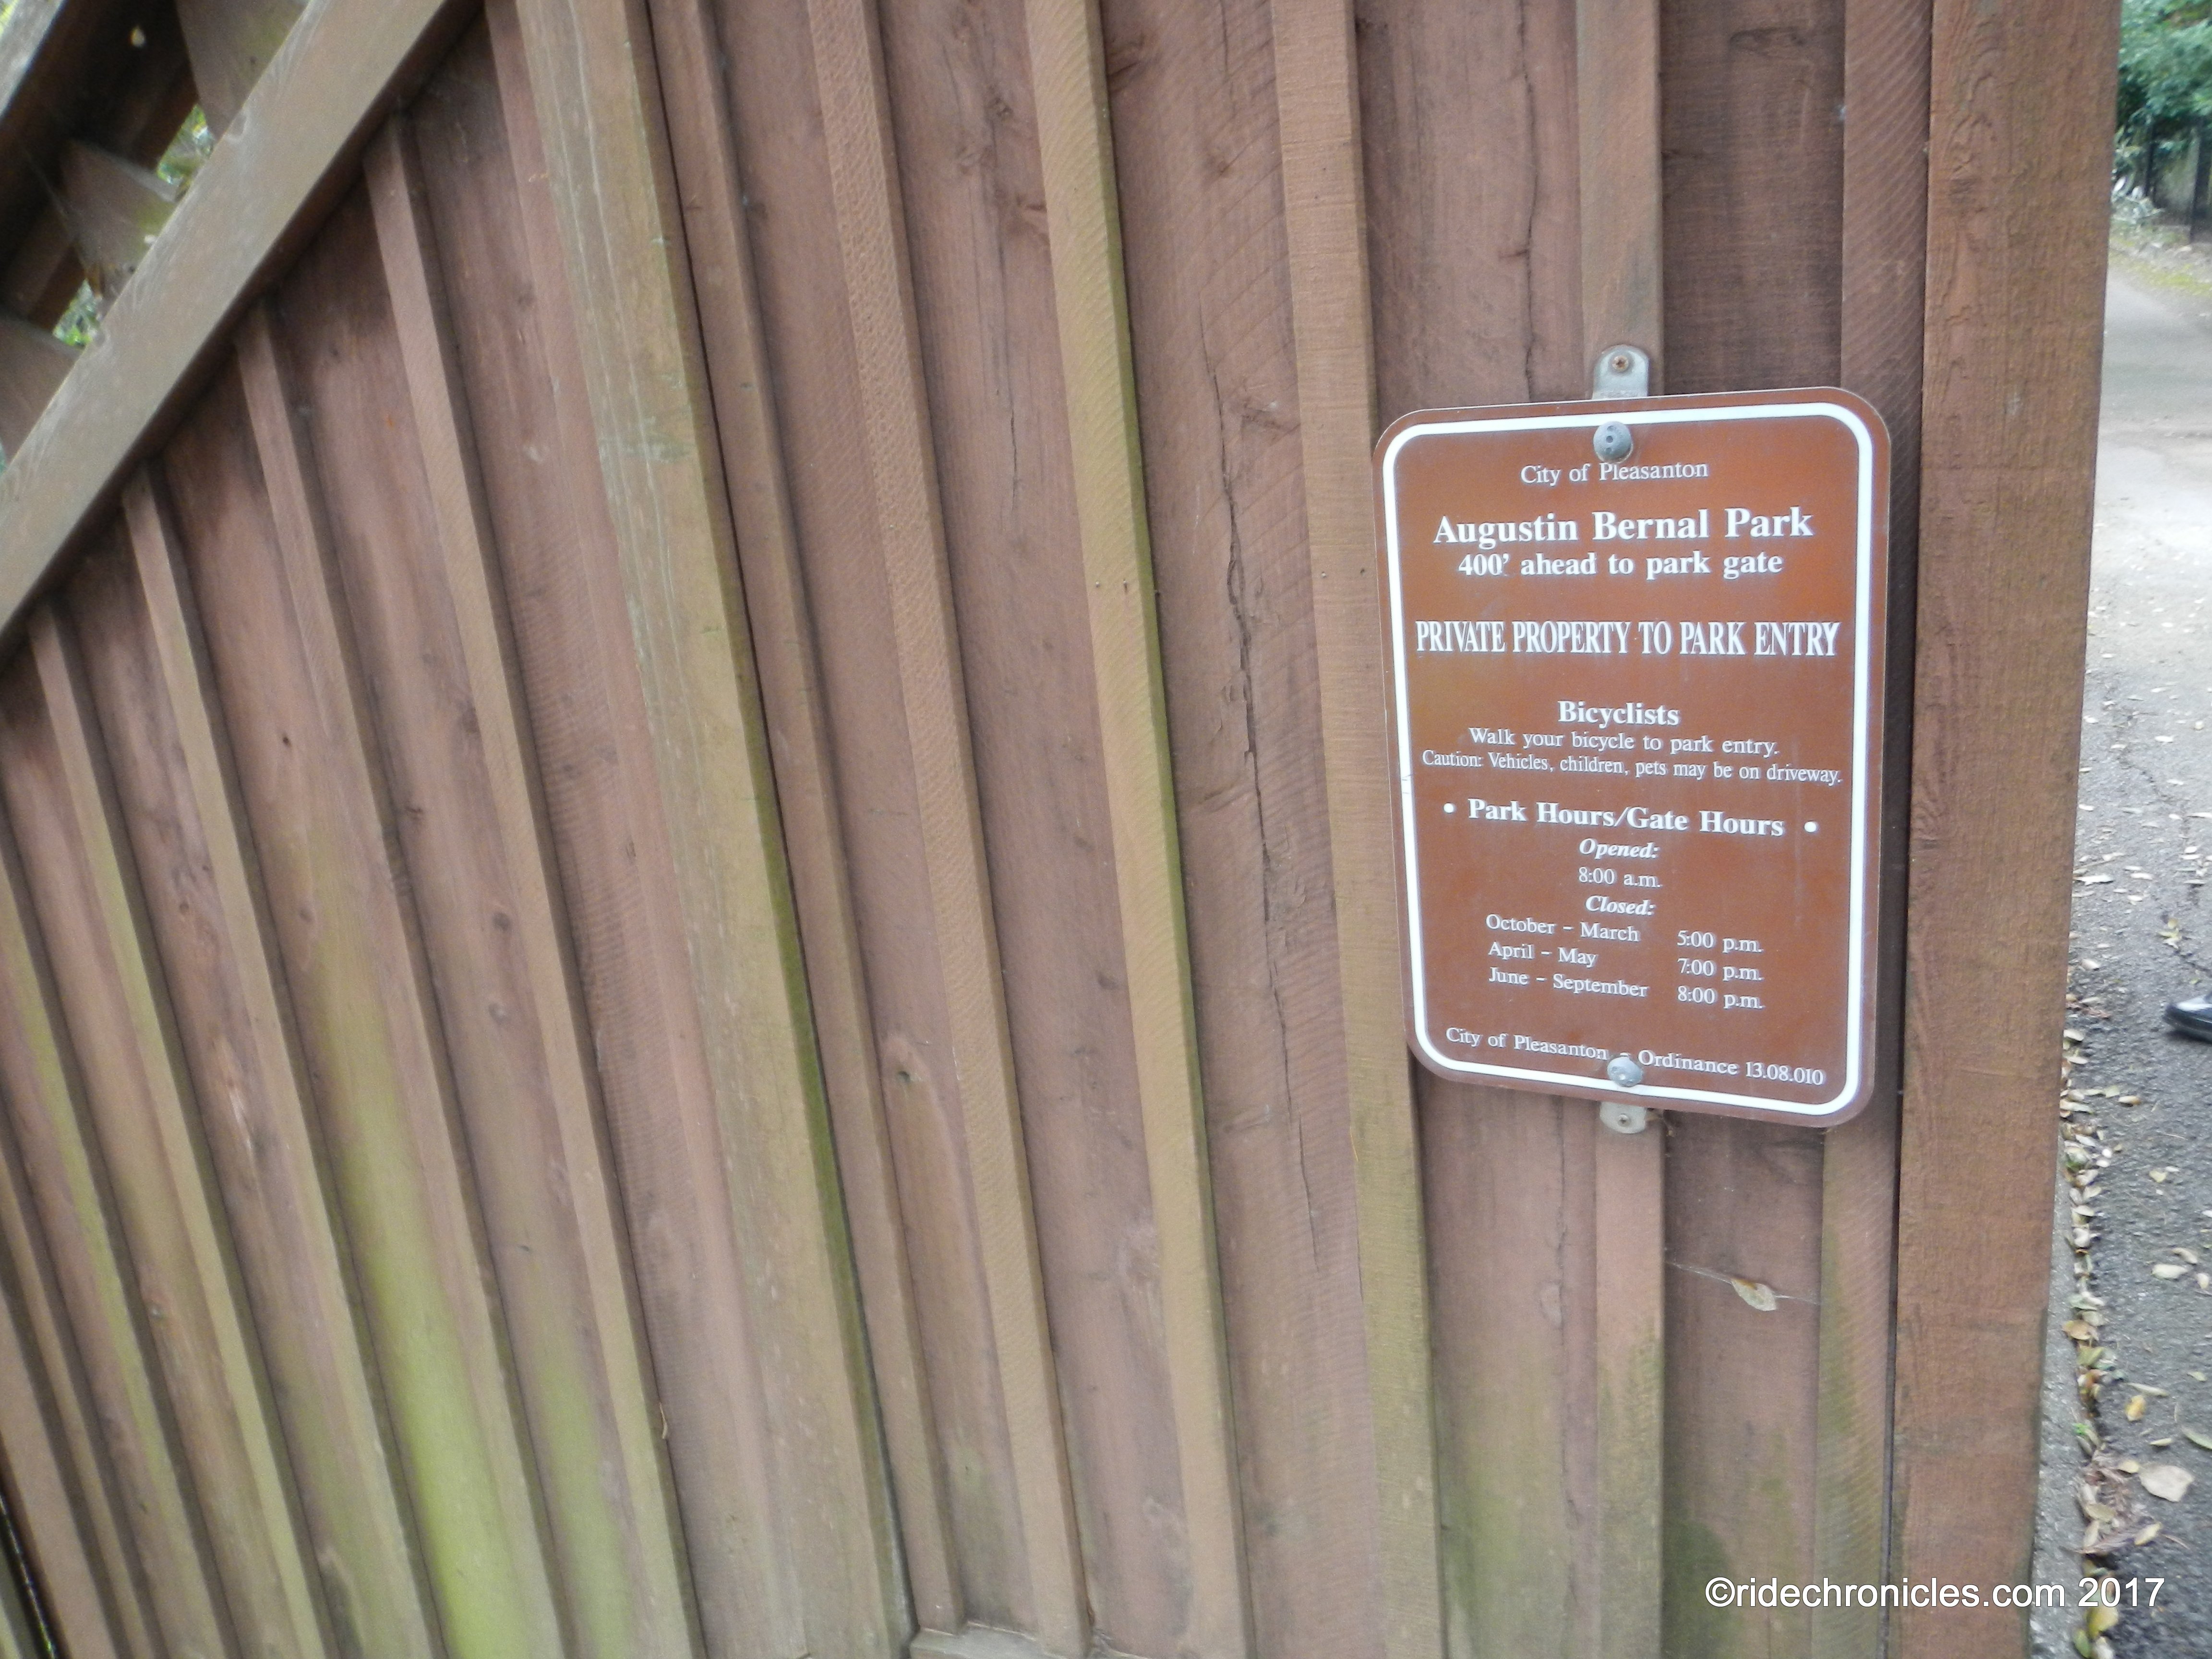 City of Pleasanton
Augustin Bernal Park
400' ahead to park gate
PRIVATE PROPERTY TO PARK ENTRY
Bicyclists
Walk your bicycle to park entry.
Caution: Vehicles, children, pets may be on driveway.
• Park Hours/Gate Hours •
Opened:
8:00 a.m.
Closed:
October - March 5:00 p.m.
April - May 7:00 p.m.
June - September 8:00 p.m.
City of Pleasanton - Ordinance 13.08.010
©ridechronicles.com 2017